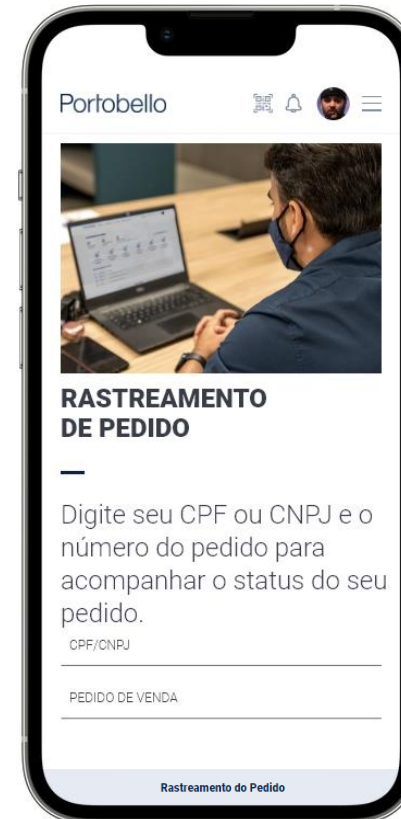 Portobello
RASTREAMENTO
DE PEDIDO
Digite seu CPF ou CNPJ e o
número do pedido para
acompanhar o status do seu
pedido.
CPF/CNPJ
PEDIDO DE VENDA
Rastreamento do Pedido